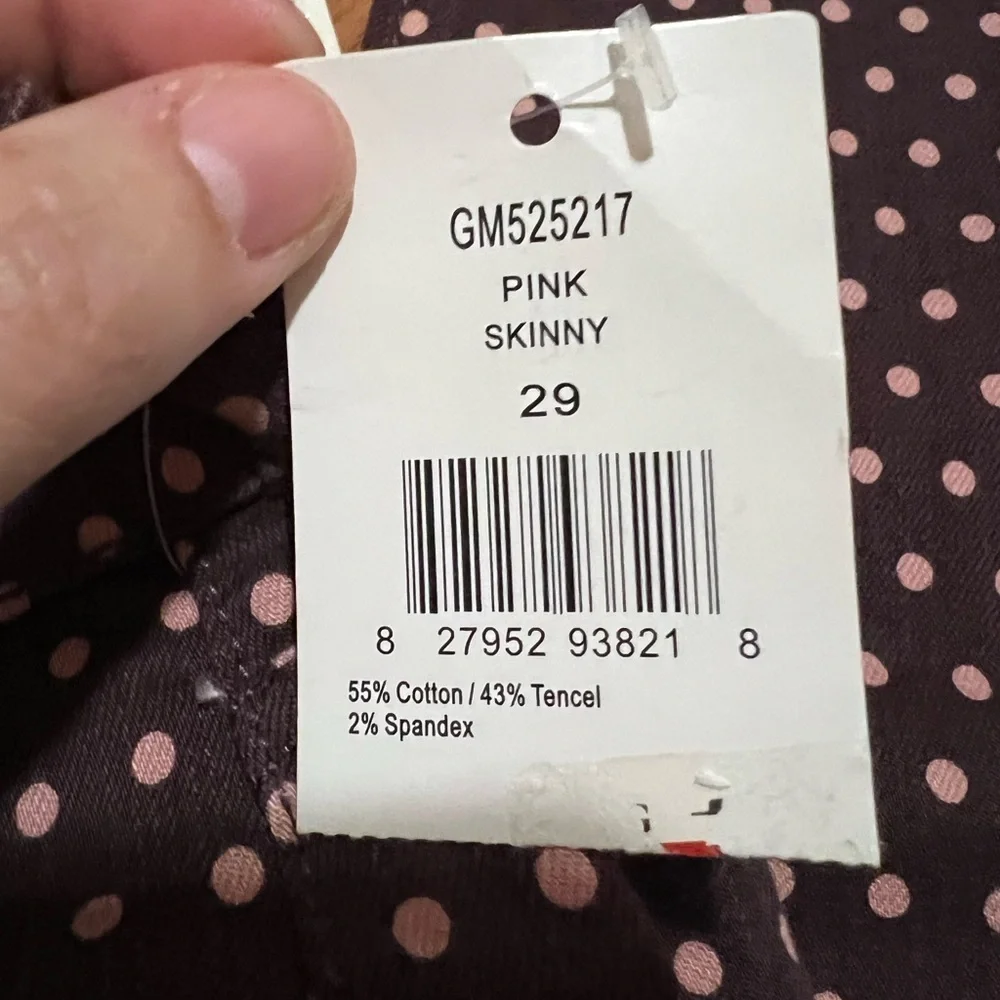 GM525217
PINK
SKINNY
29
8 27952 93821 8
55% Cotton / 43% Tencel
2% Spandex